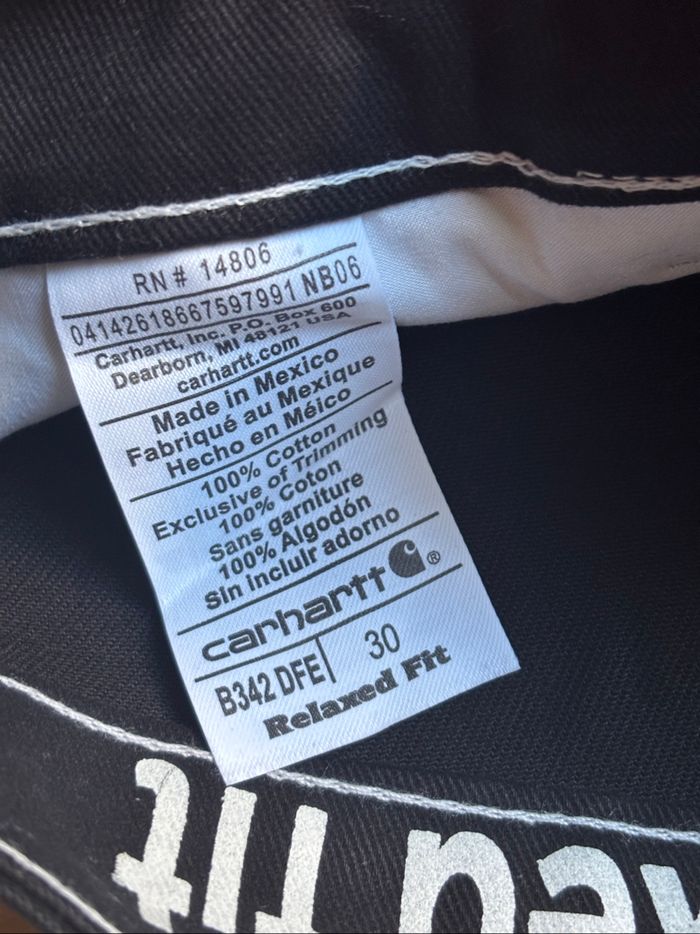 RN# 14806
04142618667597991 NB06
Carhartt, Inc. P.O. Box 600
Dearborn, MI 48121 USA
carhartt.com
Made in Mexico
Fabriqué au Mexique
Hecho en Méico
100% Cotton
Exclusive of Trimming
100% Coton
Sans garniture
100% Algodón
Sin incluir adorno
carhartt ®
B342 DFE 30
Relaxed Fit